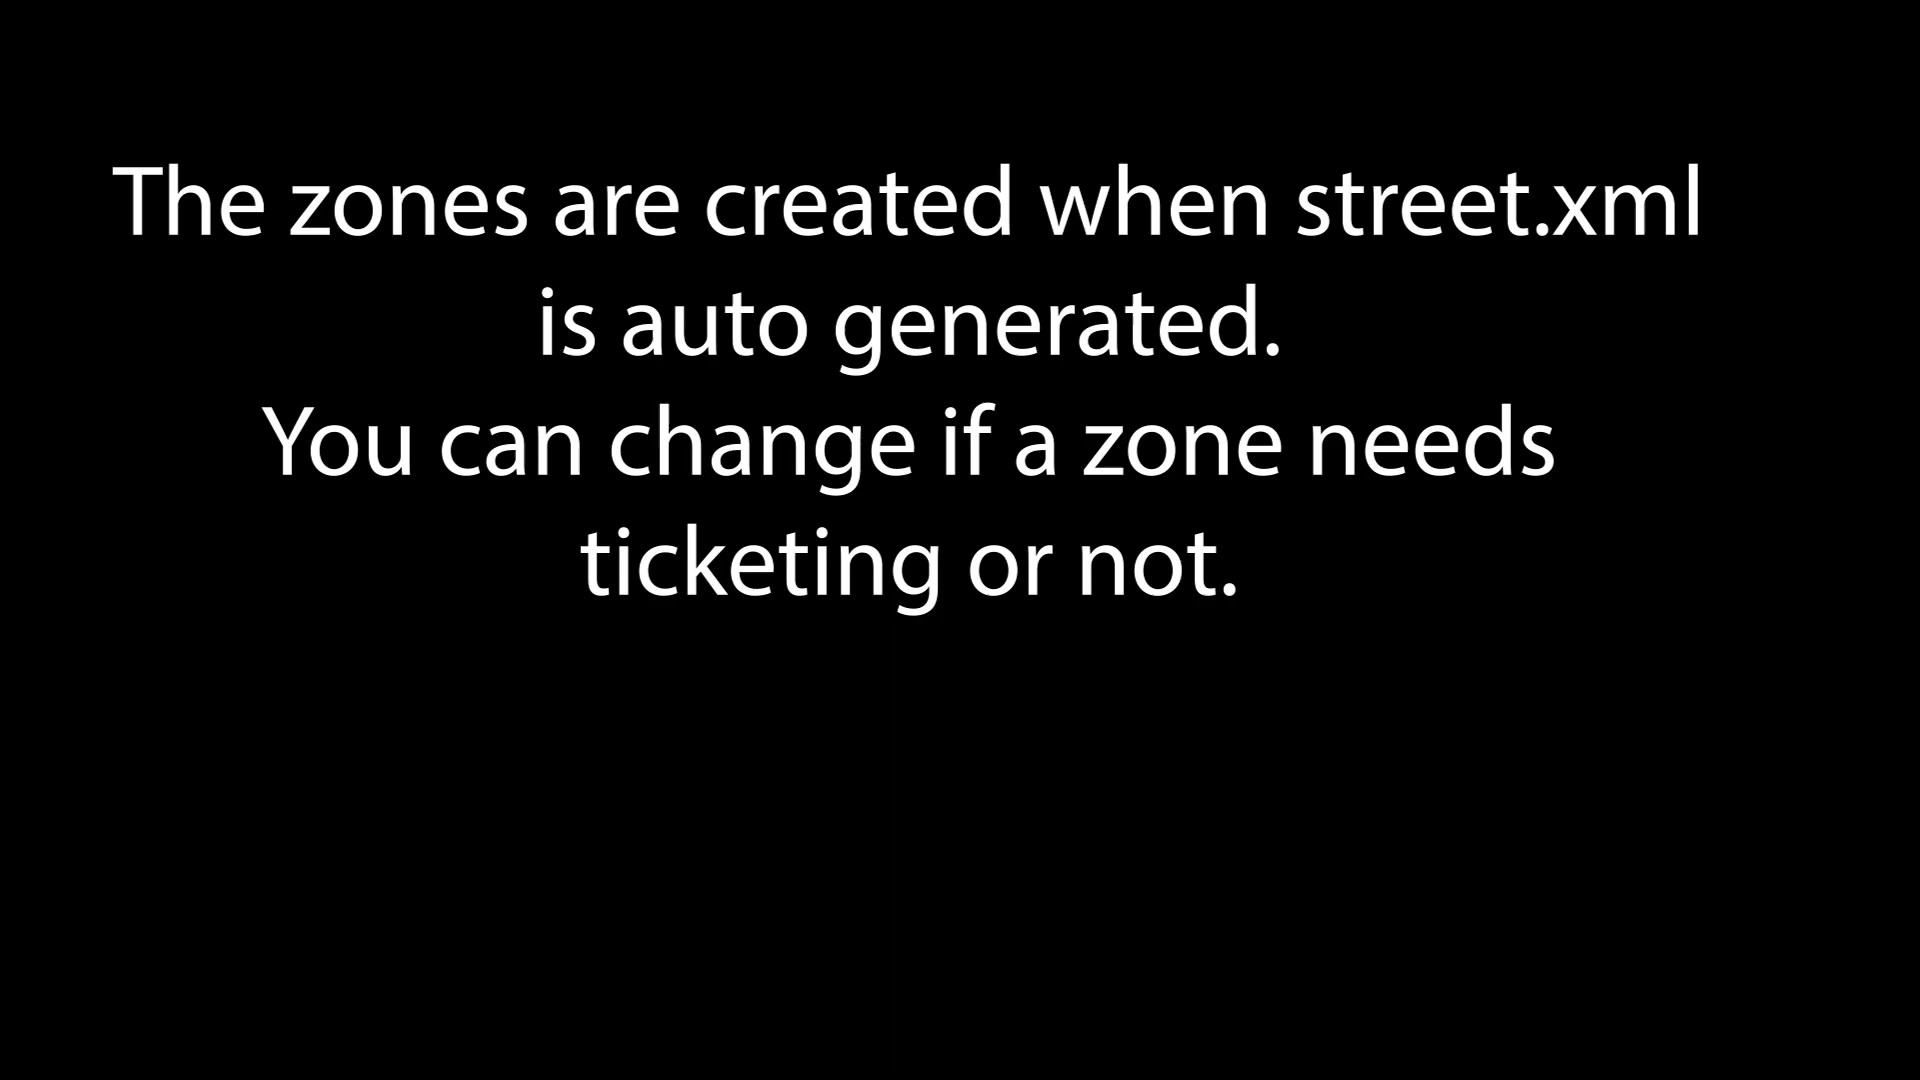 The zones are created when street.xml
is auto generated.
You can change if a zone needs
ticketing or not.